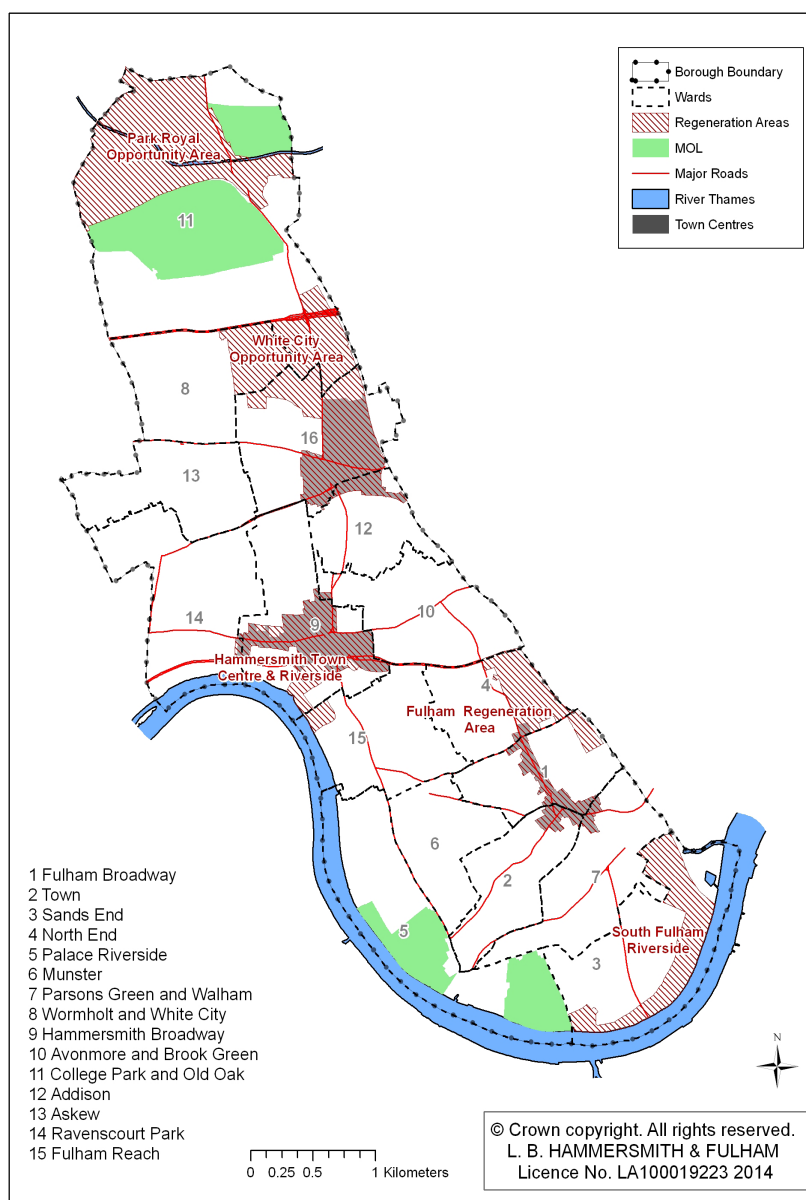 Borough Boundary
Wards
Regeneration Areas
MOL
Major Roads
River Thames
Town Centres
Park Royal
Opportunity Area
11
White City
Opportunity Area
8
16
13
12
10
14
9
Hammersmith Town
Centre & Riverside
4
Fulham Regeneration
Area
15
1
6
2
7
5
South Fulham
Riverside
3
1 Fulham Broadway
2 Town
3 Sands End
4 North End
5 Palace Riverside
6 Munster
7 Parsons Green and Walham
8 Wormholt and White City
9 Hammersmith Broadway
10 Avonmore and Brook Green
11 College Park and Old Oak
12 Addison
13 Askew
14 Ravenscourt Park
15 Fulham Reach
0 0.25 0.5 1 Kilometers
N
© Crown copyright. All rights reserved.
L. B. HAMMERSMITH & FULHAM
Licence No. LA100019223 2014